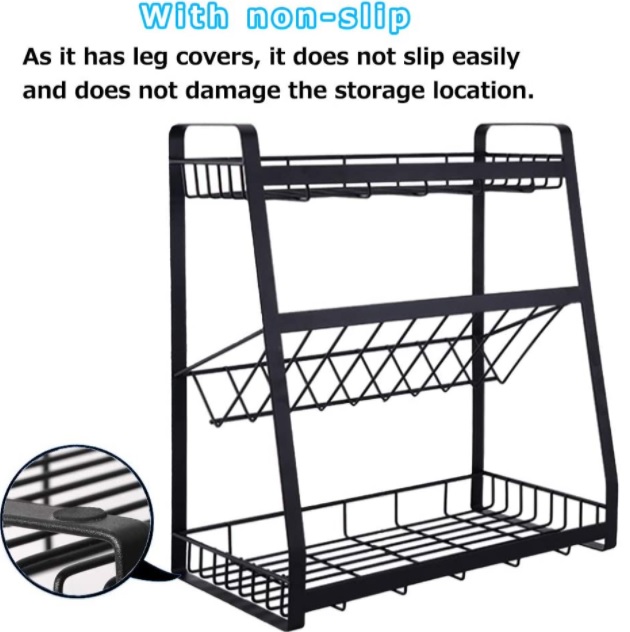 With non-slip
As it has leg covers, it does not slip easily
and does not damage the storage location.